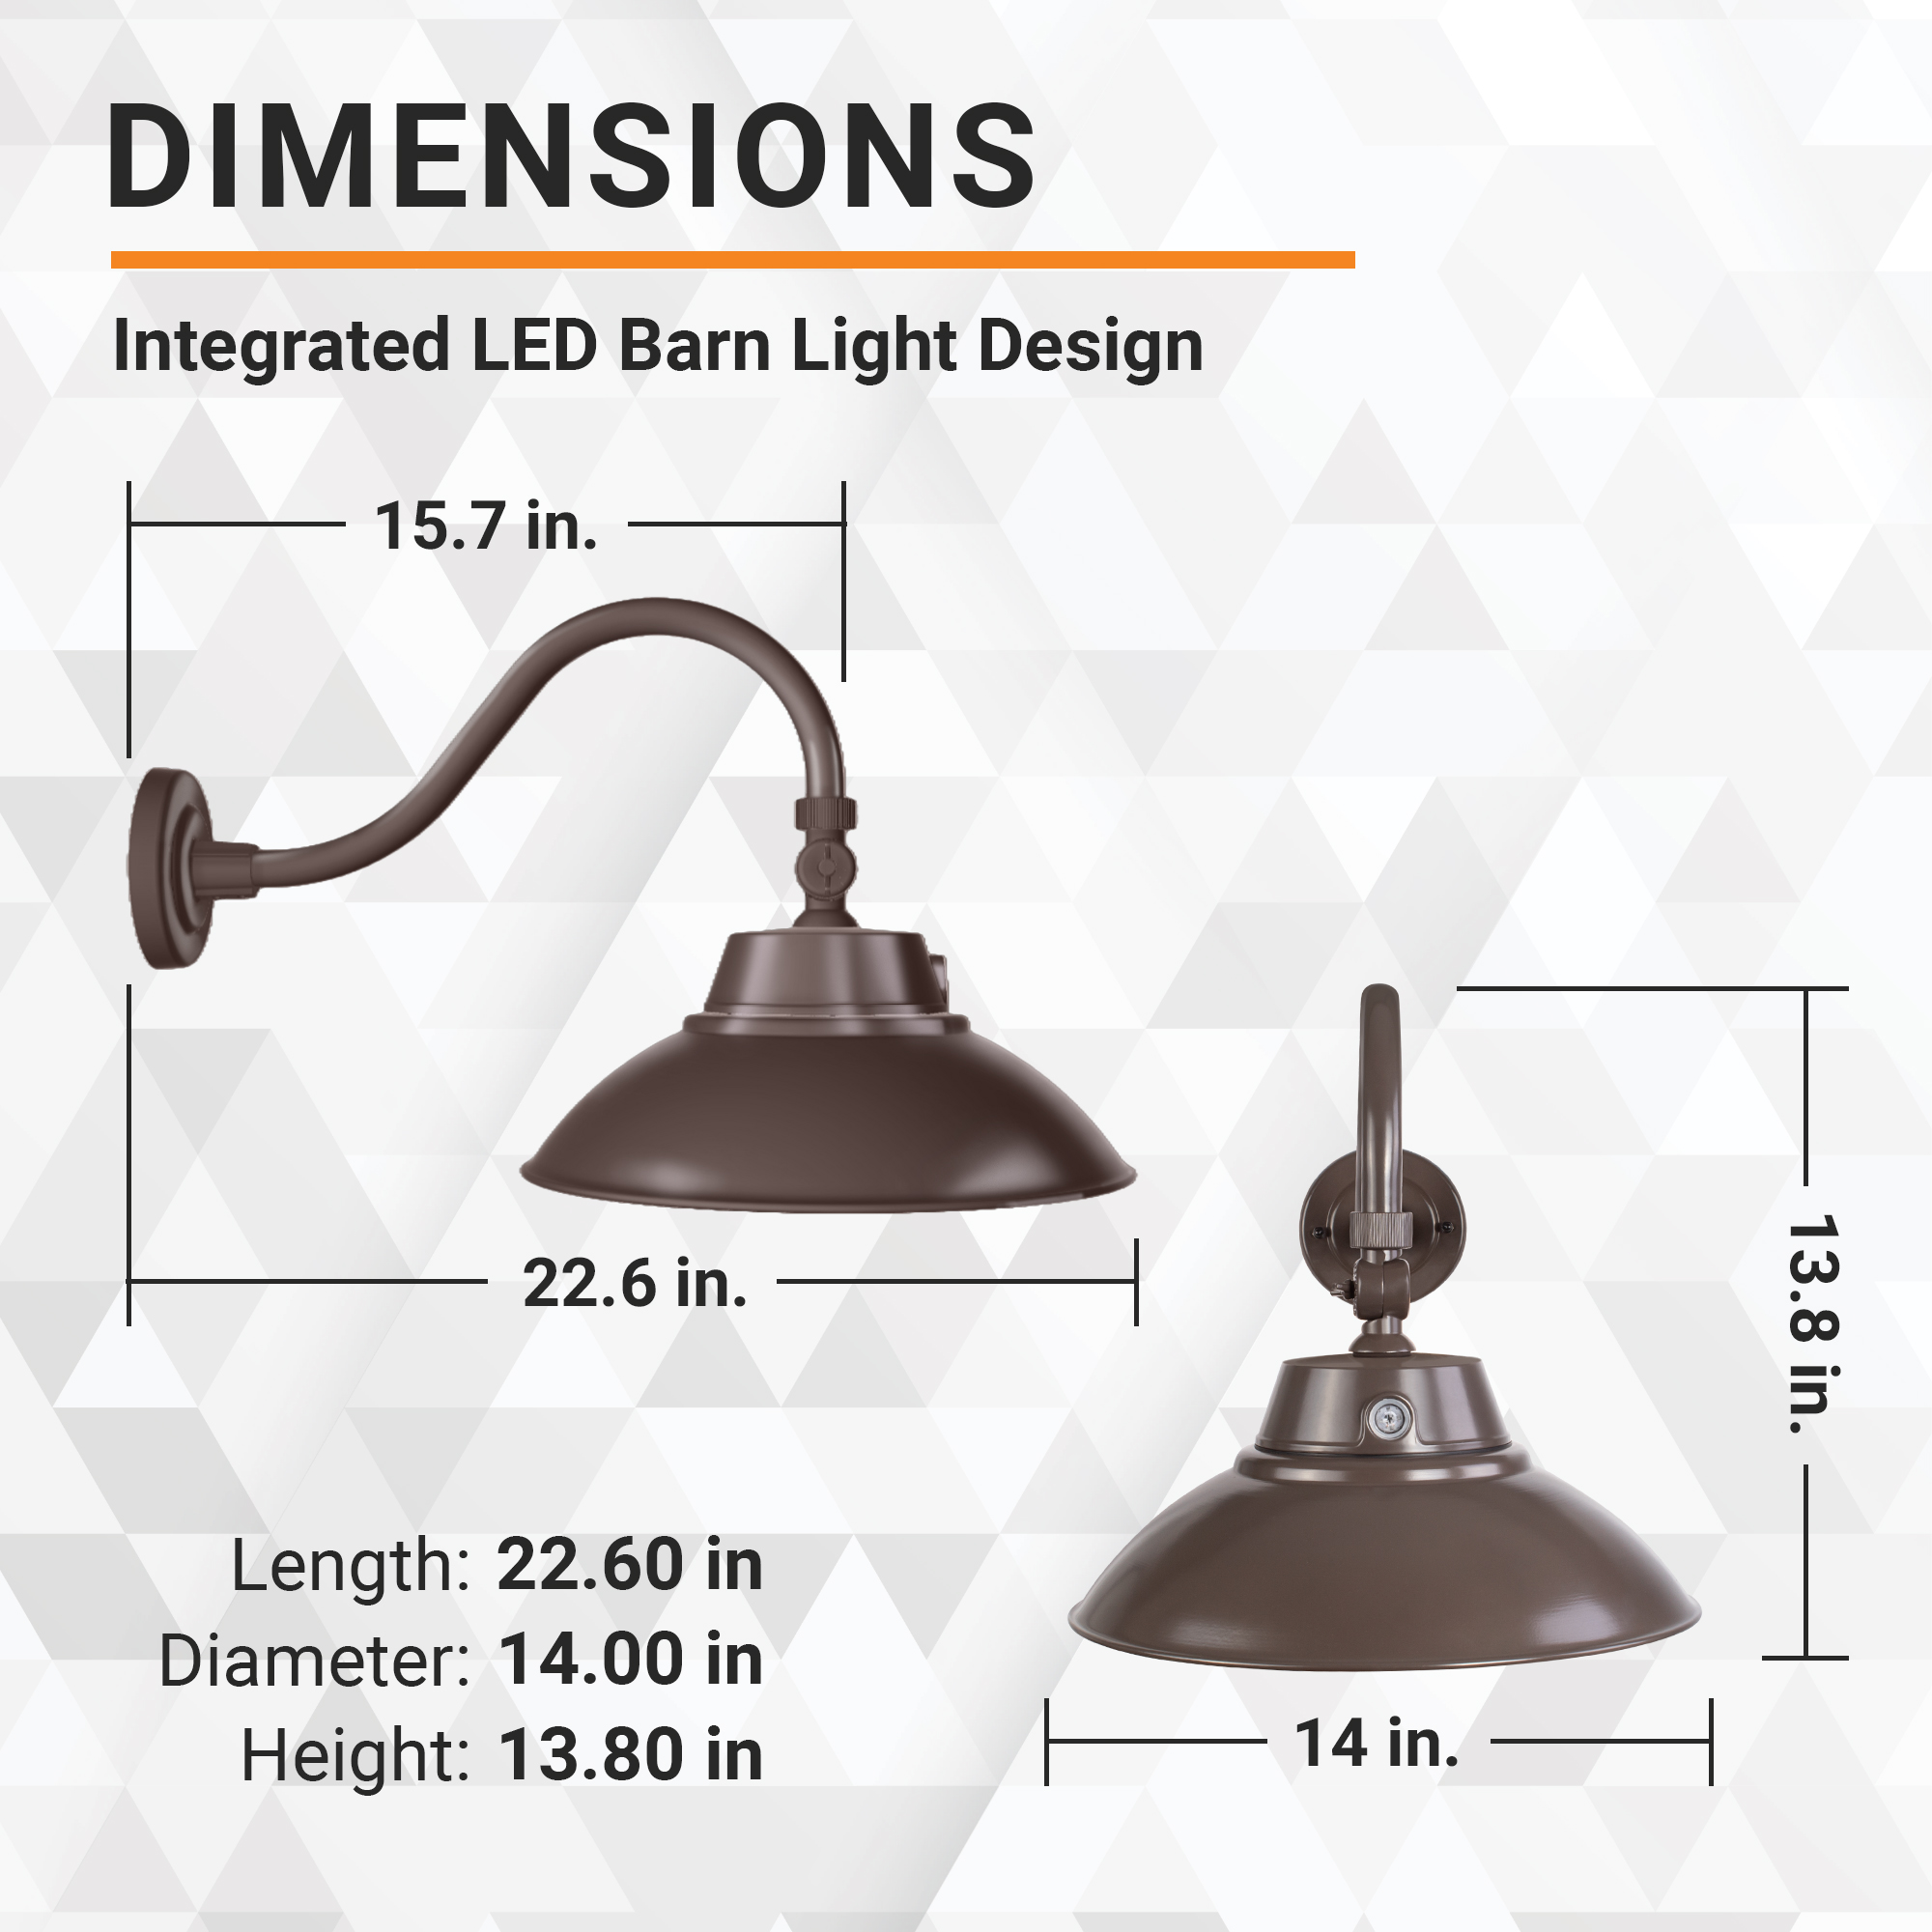 DIMENSIONS
Integrated LED Barn Light Design
15.7 in.
22.6 in.
13.8 in.
14 in.
Length: 22.60 in
Diameter: 14.00 in
Height: 13.80 in